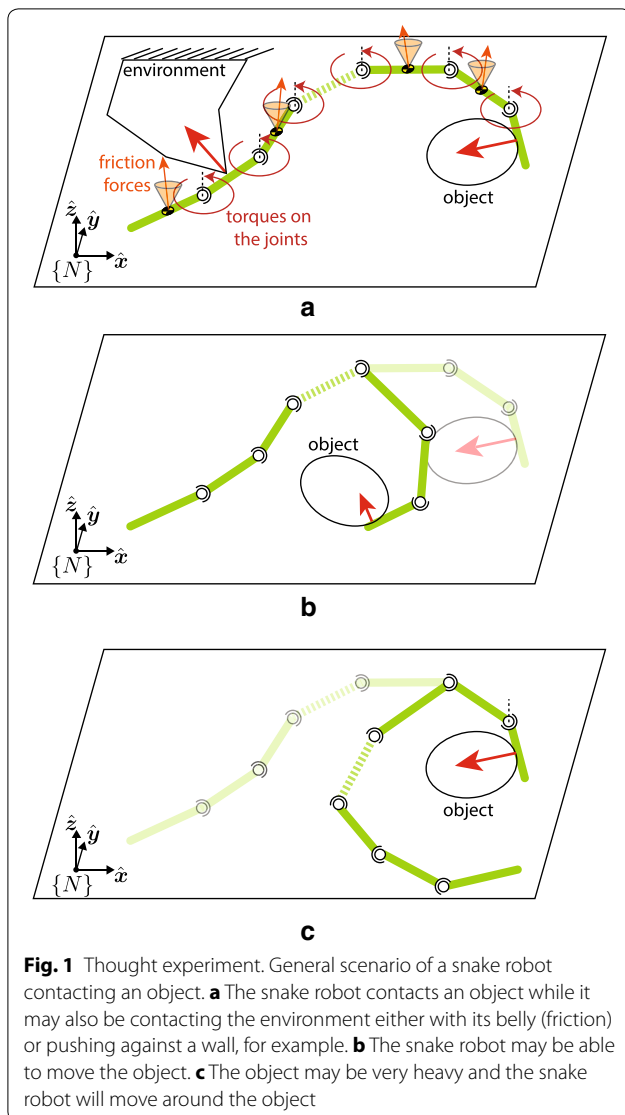 environment
friction
forces
torques on
the joints
object
ẑ
ŷ
x̂
{N}
a
object
ẑ
ŷ
x̂
{N}
b
object
ẑ
ŷ
x̂
{N}
c
Fig. 1 Thought experiment. General scenario of a snake robot
contacting an object. a The snake robot contacts an object while it
may also be contacting the environment either with its belly (friction)
or pushing against a wall, for example. b The snake robot may be able
to move the object. c The object may be very heavy and the snake
robot will move around the object